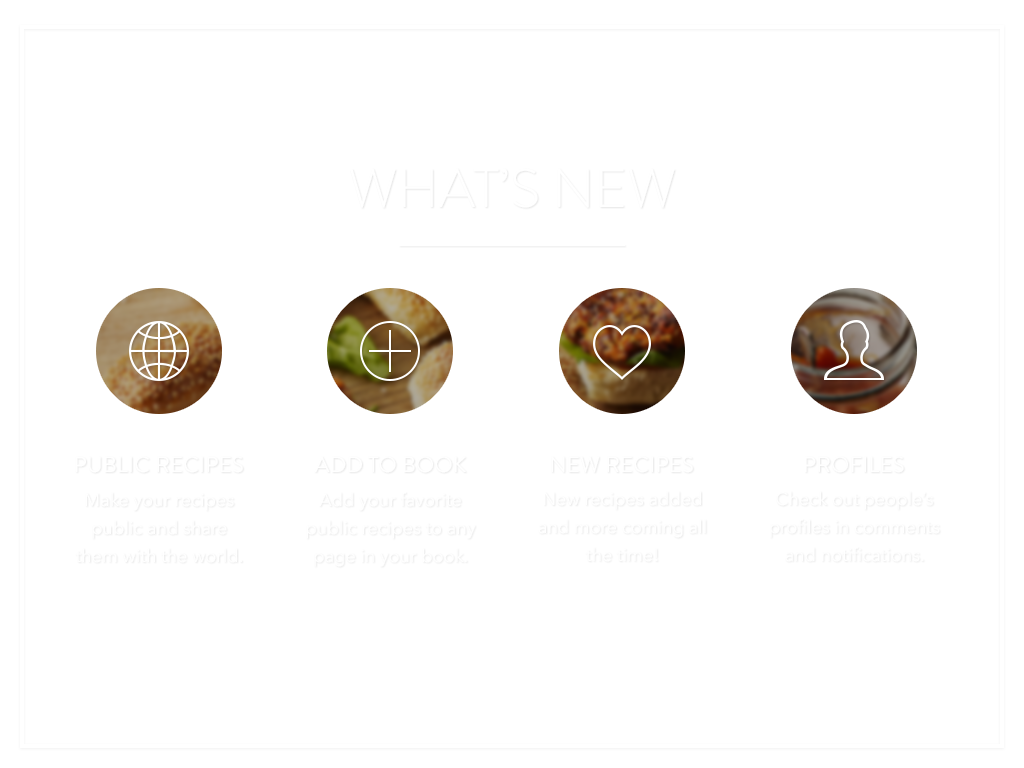 WHAT'S NEW
PUBLIC RECIPES
Make your recipes
public and share
them with the world.
ADD TO BOOK
Add your favorite
public recipes to any
page in your book.
NEW RECIPES
New recipes added
and more coming all
the time!
PROFILES
Check out people's
profiles in comments
and notifications.